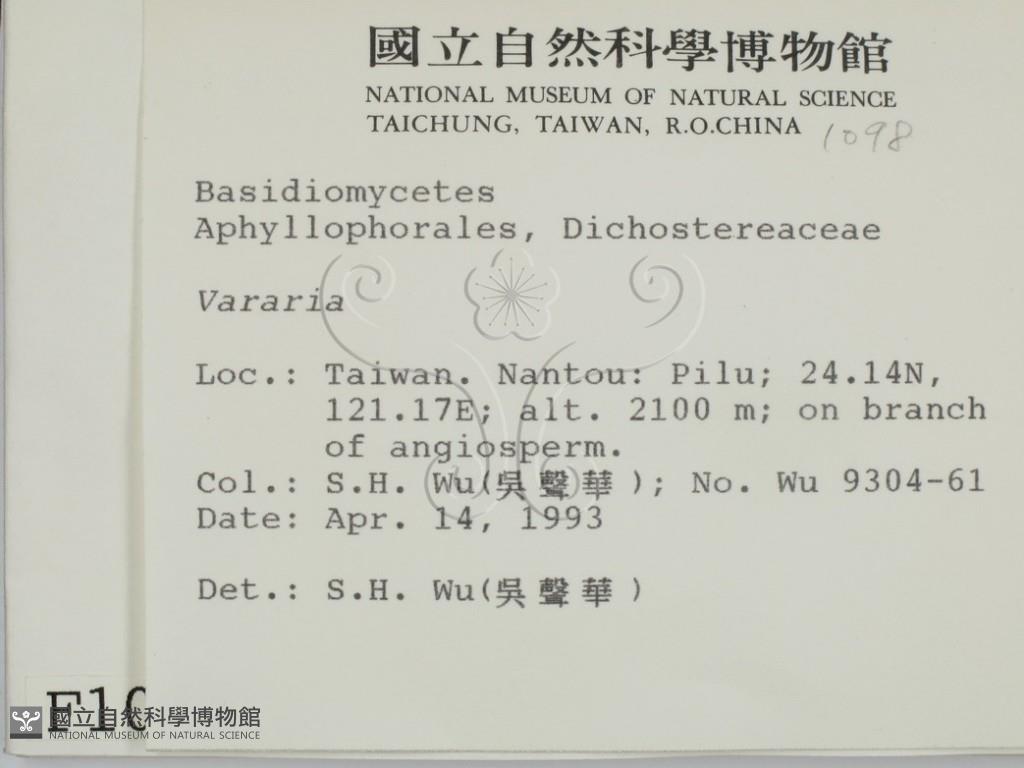 國立自然科學博物館
NATIONAL MUSEUM OF NATURAL SCIENCE
TAICHUNG, TAIWAN, R.O.CHINA
1098
Basidiomycetes
Aphyllophorales, Dichostereaceae
Vararia
Loc.: Taiwan. Nantou: Pilu; 24.14N,
121.17E; alt. 2100 m; on branch
of angiosperm.
Col.: S.H. Wu(吳聲華); No. Wu 9304-61
Date: Apr. 14, 1993
Det.: S.H. Wu(吳聲華)
F10
國立自然科學博物館
NATIONAL MUSEUM OF NATURAL SCIENCE